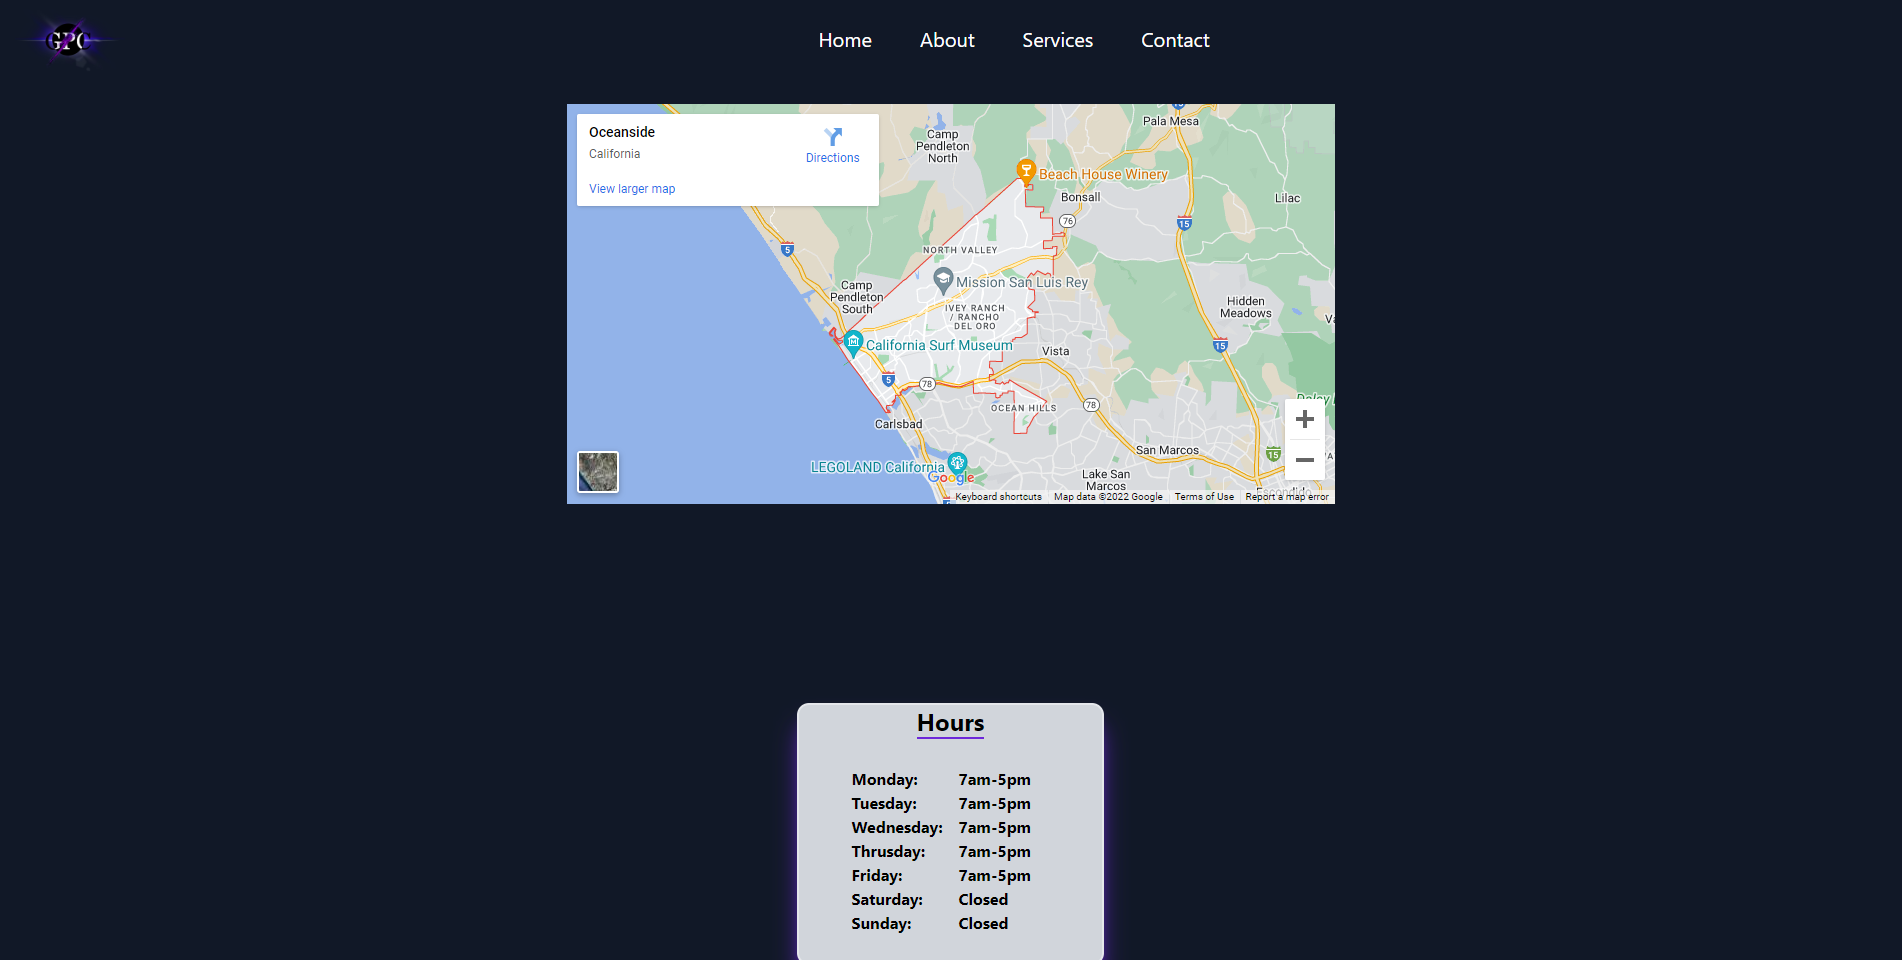 GPC
Home About Services Contact
Oceanside
California
Directions
View larger map
Pala Mesa
Camp
Pendleton
North
Beach House Winery
Bonsall
Lilac
76
15
5
NORTH VALLEY
Mission San Luis Rey
Camp
Pendleton
South
Hidden
Meadows
IVEY RANCH
/ RANCHO
DEL ORO
California Surf Museum
Vista
15
5
78
OCEAN HILLS
78
Carlsbad
San Marcos
15
LEGOLAND California
Lake San
Marcos
Google
Escondido
Keyboard shortcuts Map data ©2022 Google Terms of Use Report a map error
Hours
Monday: 7am-5pm
Tuesday: 7am-5pm
Wednesday: 7am-5pm
Thrusday: 7am-5pm
Friday: 7am-5pm
Saturday: Closed
Sunday: Closed